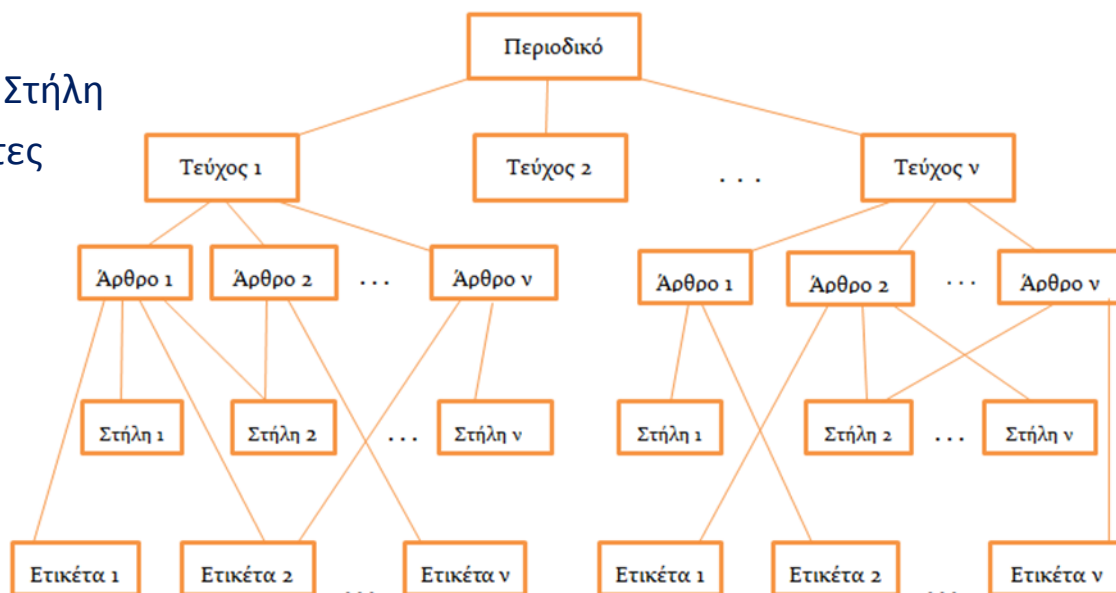 Περιοδικό
Στήλη
τες
Τεύχος 1
Τεύχος 2
. . .
Τεύχος ν
Άρθρο 1
Άρθρο 2
. . .
Άρθρο ν
Άρθρο 1
Άρθρο 2
. . .
Άρθρο ν
Στήλη 1
Στήλη 2
. . .
Στήλη ν
Στήλη 1
Στήλη 2
. . .
Στήλη ν
Ετικέτα 1
Ετικέτα 2
. . .
Ετικέτα ν
Ετικέτα 1
Ετικέτα 2
. . .
Ετικέτα ν